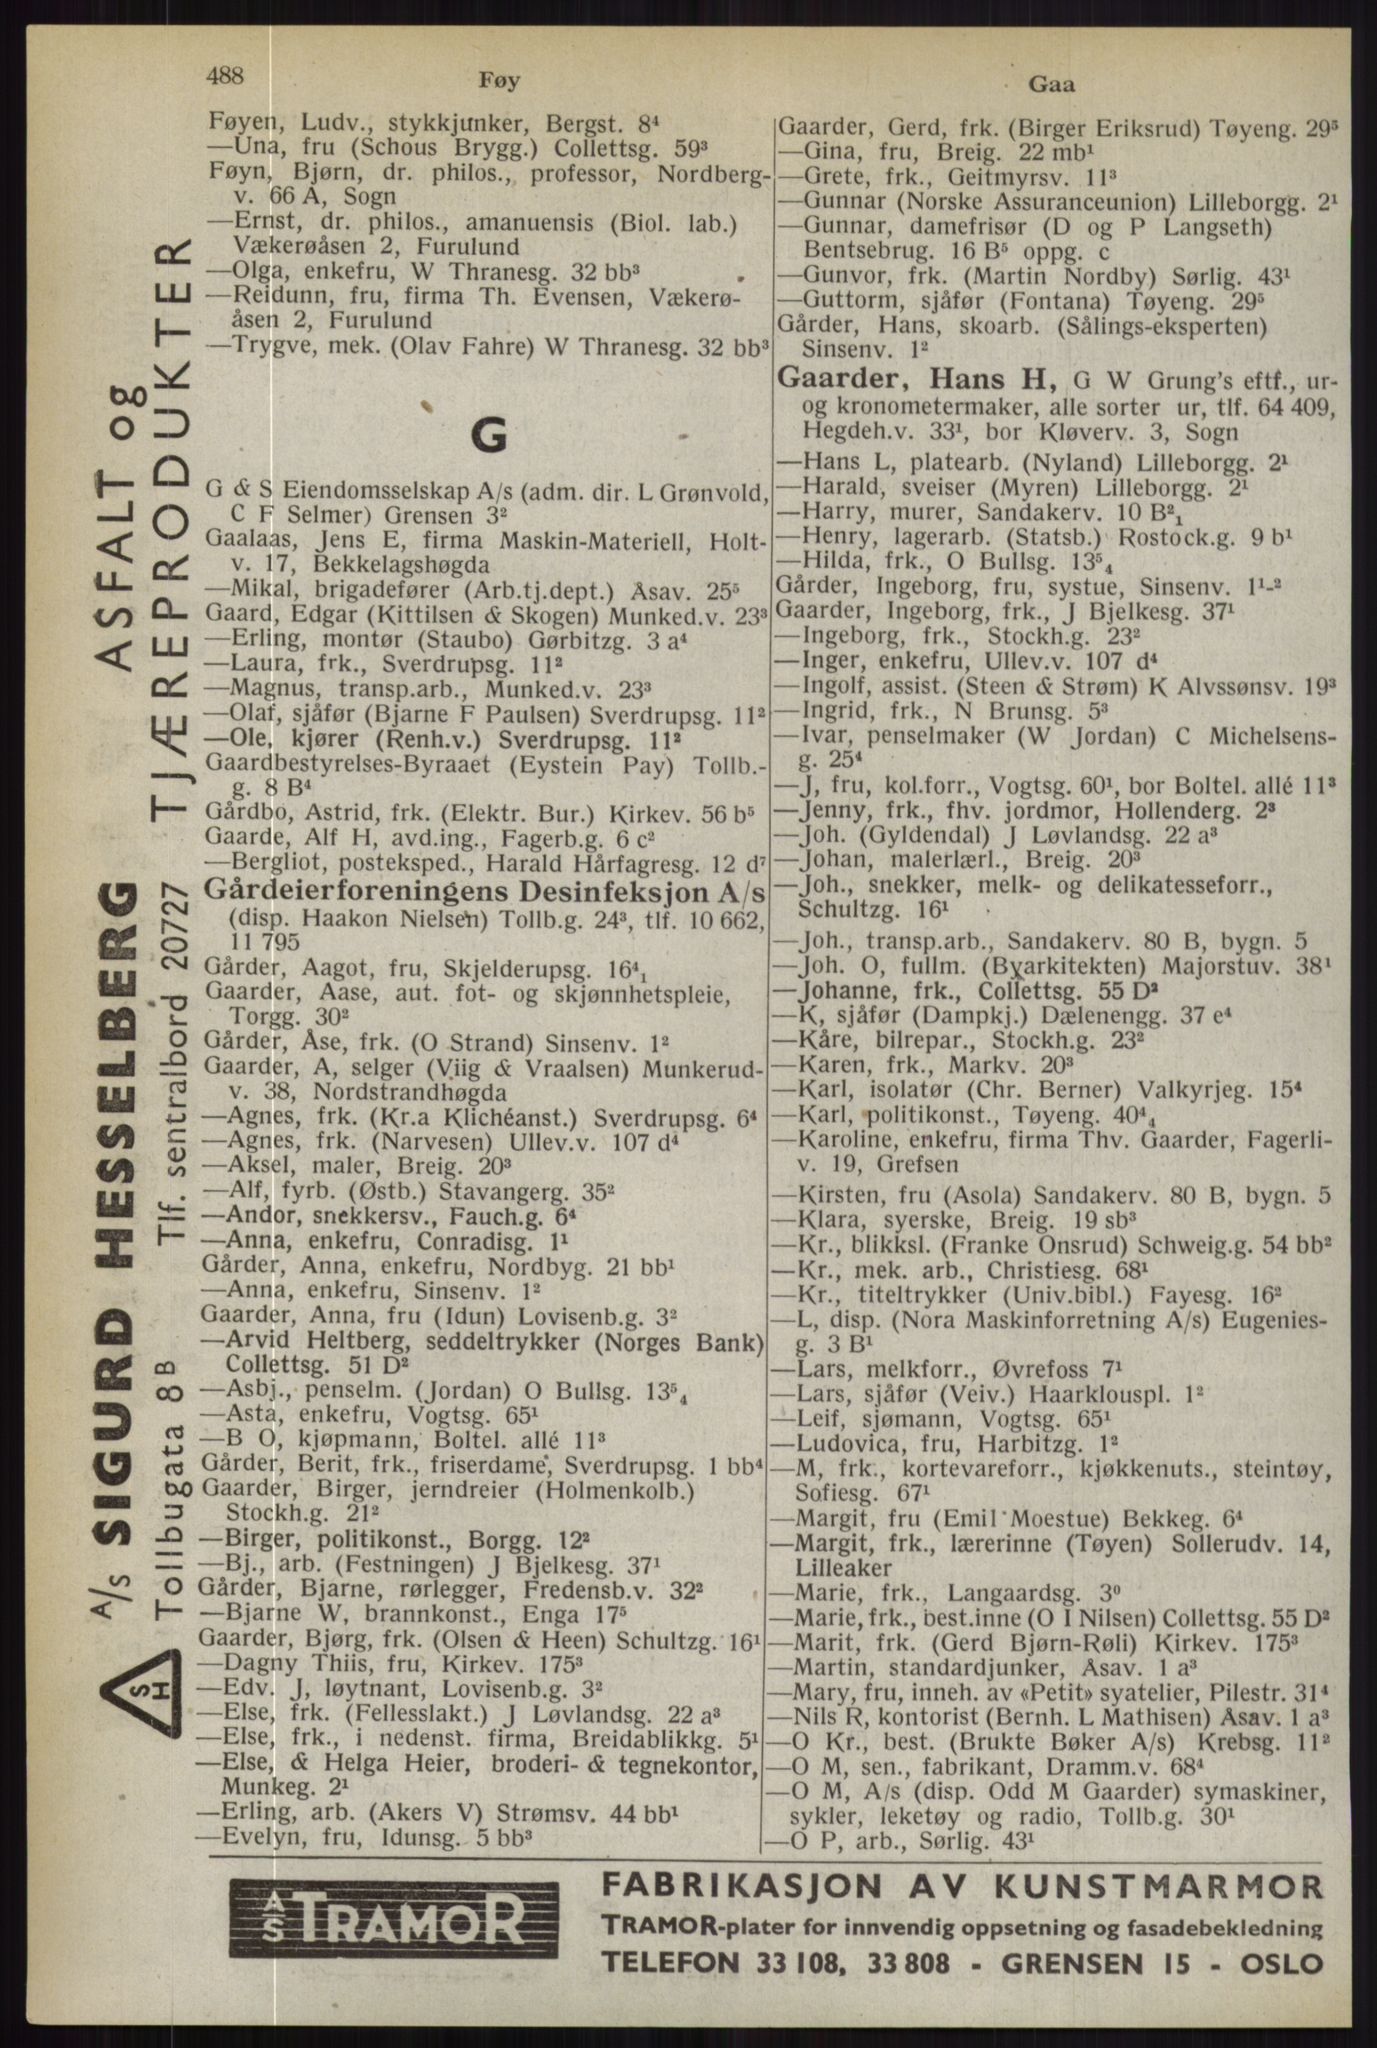 488
Føy
Gaa
Føyen, Ludv., stykkjunker, Bergst. 8⁴
—Una, fru (Schous Brygg.) Collettsg. 59³
Føyn, Bjørn, dr. philos., professor, Nordberg-
v. 66 A, Sogn
—Ernst, dr. philos., amanuensis (Biol. lab.)
Vækerøåsen 2, Furulund
—Olga, enkefru, W Thranesg. 32 bb³
—Reidunn, fru, firma Th. Evensen, Vækerø-
åsen 2, Furulund
—Trygve, mek. (Olav Fahre) W Thranesg. 32 bb³
G
G & S Eiendomsselskap A/s (adm. dir. L Grønvold,
C F Selmer) Grensen 3²
Gaalaas, Jens E, firma Maskin-Materiell, Holt-
v. 17, Bekkelagshøgda
—Mikal, brigadefører (Arb.tj.dept.) Åsav. 25⁵
Gaard, Edgar (Kittilsen & Skogen) Munked.v. 23³
—Erling, montør (Staubo) Gørbitzg. 3 a⁴
—Laura, frk., Sverdrupsg. 11²
—Magnus, transp.arb., Munked.v. 23³
—Olaf, sjåfør (Bjarne F Paulsen) Sverdrupsg. 11²
—Ole, kjører (Renh.v.) Sverdrupsg. 11²
Gaardbestyrelses-Byraaet (Eystein Pay) Tollb.-
g. 8 B⁴
Gårdbo, Astrid, frk. (Elektr. Bur.) Kirkev. 56 b⁵
Gaarde, Alf H, avd.ing., Fagerb.g. 6 c²
—Bergliot, posteksped., Harald Hårfagresg. 12 d⁷
Gårdeierforeningens Desinfeksjon A/s
(disp. Haakon Nielsen) Tollb.g. 24³, tlf. 10 662,
11 795
Gårder, Aagot, fru, Skjelderupsg. 16⁴₁
Gaarder, Aase, aut. fot- og skjønnhetspleie,
Torgg. 30²
Gårder, Åse, frk. (O Strand) Sinsenv. 1²
Gaarder, A, selger (Viig & Vraalsen) Munkerud-
v. 38, Nordstrandhøgda
—Agnes, frk. (Kr.a Klichéanst.) Sverdrupsg. 6⁴
—Agnes, frk. (Narvesen) Ullev.v. 107 d⁴
—Aksel, maler, Breig. 20³
—Alf, fyrb. (Østb.) Stavangerg. 35²
—Andor, snekkersv., Fauch.g. 6⁴
—Anna, enkefru, Conradisg. 1¹
Gårder, Anna, enkefru, Nordbyg. 21 bb¹
—Anna, enkefru, Sinsenv. 1²
Gaarder, Anna, fru (Idun) Lovisenb.g. 3²
—Arvid Heltberg, seddeltrykker (Norges Bank)
Collettsg. 51 D²
—Asbj., penselm. (Jordan) O Bullsg. 13⁵₄
—Asta, enkefru, Vogtsg. 65¹
—B O, kjøpmann, Boltel. allé 11³
Gårder, Berit, frk., friserdame, Sverdrupsg. 1 bb⁴
Gaarder, Birger, jerndreier (Holmenkolb.)
Stockh.g. 21²
—Birger, politikonst., Borgg. 12²
—Bj., arb. (Festningen) J Bjelkesg. 37¹
Gårder, Bjarne, rørlegger, Fredensb.v. 32²
—Bjarne W, brannkonst., Enga 17⁵
Gaarder, Bjørg, frk. (Olsen & Heen) Schultzg. 16¹
—Dagny Thiis, fru, Kirkev. 175³
—Edv. J, løytnant, Lovisenb.g. 3²
—Else, frk. (Fellesslakt.) J Løvlandsg. 22 a³
—Else, frk., i nedenst. firma, Breidablikkg. 5¹
—Else, & Helga Heier, broderi- & tegnekontor,
Munkeg. 2¹
—Erling, arb. (Akers V) Strømsv. 44 bb¹
—Evelyn, fru, Idunsg. 5 bb³
Gaarder, Gerd, frk. (Birger Eriksrud) Tøyeng. 29⁵
—Gina, fru, Breig. 22 mb¹
—Grete, frk., Geitmyrsv. 11³
—Gunnar (Norske Assuranceunion) Lilleborgg. 2¹
—Gunnar, damefrisør (D og P Langseth)
Bentsebrug. 16 B⁵ oppg. c
—Gunvor, frk. (Martin Nordby) Sørlig. 43¹
—Guttorm, sjåfør (Fontana) Tøyeng. 29⁵
Gårder, Hans, skoarb. (Sålings-eksperten)
Sinsenv. 1²
Gaarder, Hans H, G W Grung's eftf., ur-
og kronometermaker, alle sorter ur, tlf. 64 409,
Hegdeh.v. 33¹, bor Kløverv. 3, Sogn
—Hans L, platearb. (Nyland) Lilleborgg. 2¹
—Harald, sveiser (Myren) Lilleborgg. 2¹
—Harry, murer, Sandakerv. 10 B²₁
—Henry, lagerarb. (Statsb.) Rostock.g. 9 b¹
—Hilda, frk., O Bullsg. 13⁵₄
Gårder, Ingeborg, fru, systue, Sinsenv. 1¹-²
Gaarder, Ingeborg, frk., J Bjelkesg. 37¹
—Ingeborg, frk., Stockh.g. 23²
—Inger, enkefru, Ullev.v. 107 d⁴
—Ingolf, assist. (Steen & Strøm) K Alvssønsv. 19³
—Ingrid, frk., N Brunsg. 5³
—Ivar, penselmaker (W Jordan) C Michelsens-
g. 25⁴
—J, fru, kol.forr., Vogtsg. 60¹, bor Boltel. allé 11³
—Jenny, frk., fhv. jordmor, Hollenderg. 2³
—Joh. (Gyldendal) J Løvlandsg. 22 a³
—Johan, malerlærl., Breig. 20³
—Joh., snekker, melk- og delikatesseforr.,
Schultzg. 16¹
—Joh., transp.arb., Sandakerv. 80 B, bygn. 5
—Joh. O, fullm. (Byarkitekten) Majorstuv. 38¹
—Johanne, frk., Collettsg. 55 D²
—K, sjåfør (Dampkj.) Dælenengg. 37 e⁴
—Kåre, bilrepar., Stockh.g. 23²
—Karen, frk., Markv. 20³
—Karl, isolatør (Chr. Berner) Valkyrjeg. 15⁴
—Karl, politikonst., Tøyeng. 40⁴₄
—Karoline, enkefru, firma Thv. Gaarder, Fagerli-
v. 19, Grefsen
—Kirsten, fru (Asola) Sandakerv. 80 B, bygn. 5
—Klara, syerske, Breig. 19 sb³
—Kr., blikksl. (Franke Onsrud) Schweig.g. 54 bb²
—Kr., mek. arb., Christiesg. 68¹
—Kr., titeltrykker (Univ.bibl.) Fayesg. 16²
—L, disp. (Nora Maskinforretning A/s) Eugenies-
g. 3 B¹
—Lars, melkforr., Øvrefoss 7¹
—Lars, sjåfør (Veiv.) Haarklouspl. 1²
—Leif, sjømann, Vogtsg. 65¹
—Ludovica, fru, Harbitzg. 1²
—M, frk., kortevareforr., kjøkkenuts., steintøy,
Sofiesg. 67¹
—Margit, fru (Emil Moestue) Bekkeg. 6⁴
—Margit, frk., lærerinne (Tøyen) Sollerudv. 14,
Lilleaker
—Marie, frk., Langaardsg. 3⁰
—Marie, frk., best.inne (O I Nilsen) Collettsg. 55 D²
—Marit, frk. (Gerd Bjørn-Røli) Kirkev. 175³
—Martin, standardjunker, Åsav. 1 a³
—Mary, fru, inneh. av «Petit» syatelier, Pilestr. 31⁴
—Nils R, kontorist (Bernh. L Mathisen) Åsav. 1 a³
—O Kr., best. (Brukte Bøker A/s) Krebsg. 11²
—O M, sen., fabrikant, Dramm.v. 68⁴
—O M, A/s (disp. Odd M Gaarder) symaskiner,
sykler, leketøy og radio, Tollb.g. 30¹
—O P, arb., Sørlig. 43¹
SH A/s SIGURD HESSELBERG
Tollbugata 8B Tlf. sentralbord 20727
ASFALT og
TJÆREPRODUKTER
A/S TRAMOR
FABRIKASJON AV KUNSTMARMOR
TRAMOR-plater for innvendig oppsetning og fasadebekledning
TELEFON 33 108, 33 808 - GRENSEN 15 - OSLO